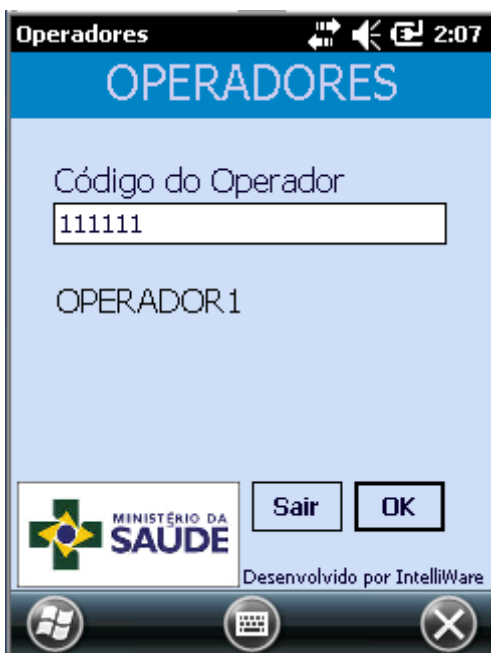 Operadores 2:07
OPERADORES
Código do Operador
111111
OPERADOR1
MINISTÉRIO DA
SAÚDE
Sair OK
Desenvolvido por IntelliWare